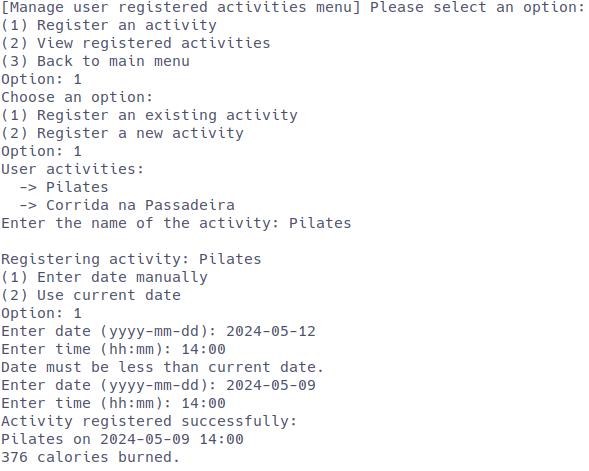 [Manage user registered activities menu] Please select an option:
(1) Register an activity
(2) View registered activities
(3) Back to main menu
Option: 1
Choose an option:
(1) Register an existing activity
(2) Register a new activity
Option: 1
User activities:
  -> Pilates
  -> Corrida na Passadeira
Enter the name of the activity: Pilates

Registering activity: Pilates
(1) Enter date manually
(2) Use current date
Option: 1
Enter date (yyyy-mm-dd): 2024-05-12
Enter time (hh:mm): 14:00
Date must be less than current date.
Enter date (yyyy-mm-dd): 2024-05-09
Enter time (hh:mm): 14:00
Activity registered successfully:
Pilates on 2024-05-09 14:00
376 calories burned.